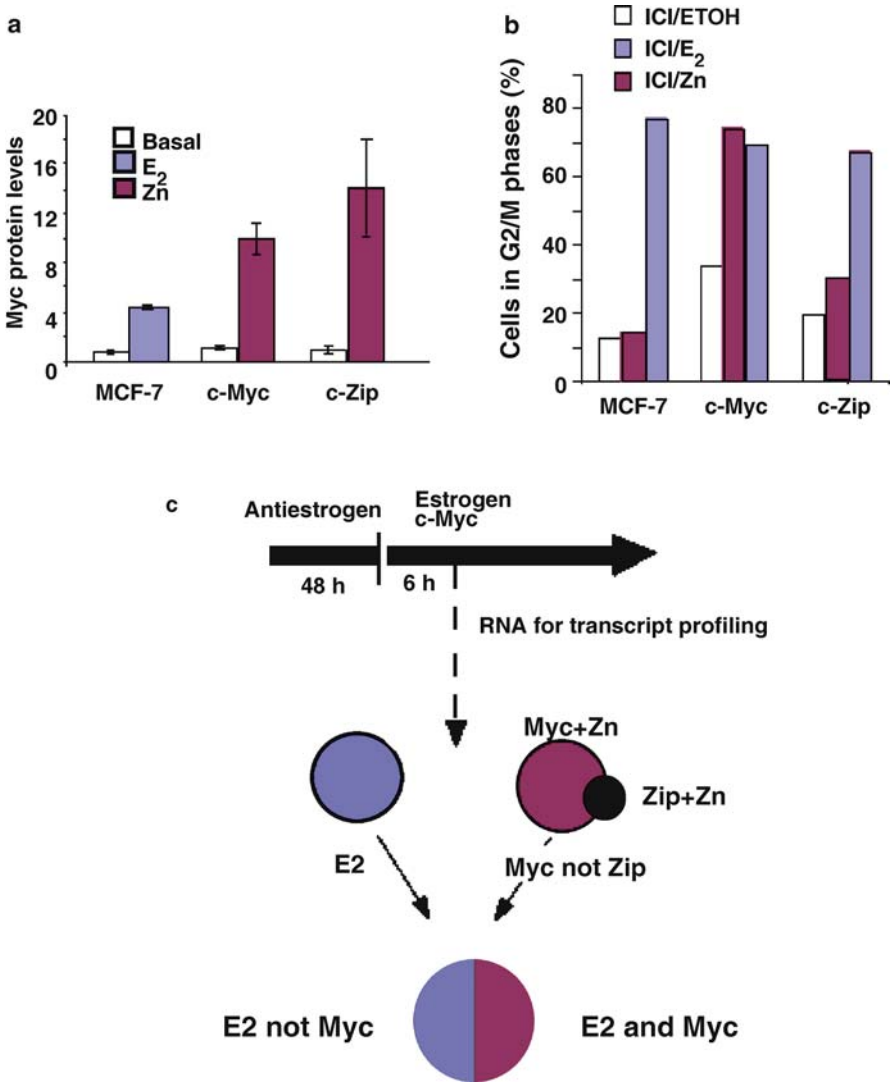 a
Myc protein levels
20
16
12
8
4
0
Basal
E2
Zn
MCF-7 c-Myc c-Zip
b
ICI/ETOH
ICI/E2
ICI/Zn
Cells in G2/M phases (%)
80
60
40
20
0
MCF-7 c-Myc c-Zip
c
Antiestrogen
Estrogen
c-Myc
48 h 6 h
RNA for transcript profiling
Myc+Zn
Zip+Zn
E2
Myc not Zip
E2 not Myc E2 and Myc